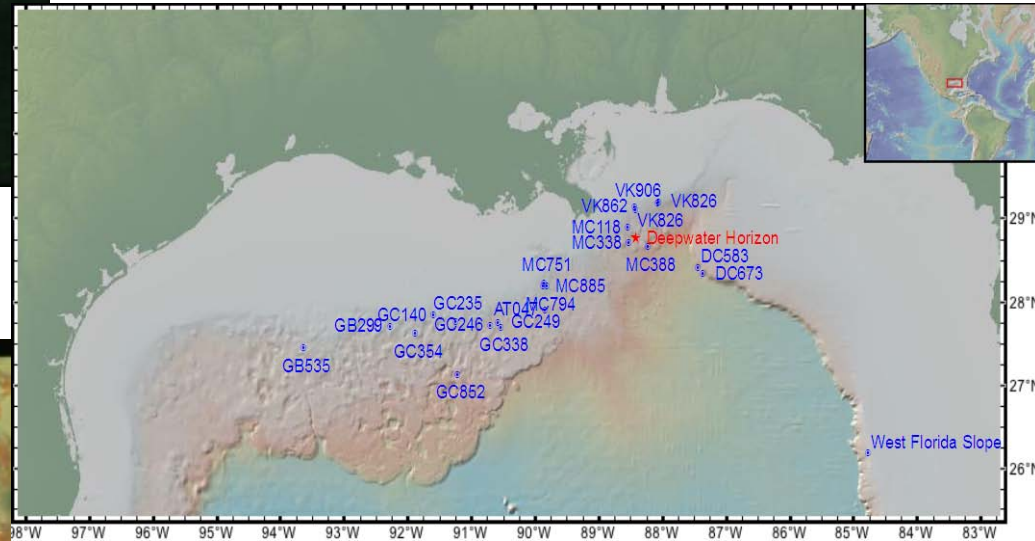 VK906
VK826
VK862
VK826
29°N
MC118
Deepwater Horizon
MC338
DC583
MC751
MC388
DC673
MC885
28°N
GC235
AT047
MC794
GC140
GB299
GC246
GC249
GC354
GC338
GB535
27°N
GC852
West Florida Slope
26°N
98°W 97°W 96°W 95°W 94°W 93°W 92°W 91°W 90°W 89°W 88°W 87°W 86°W 85°W 84°W 83°W